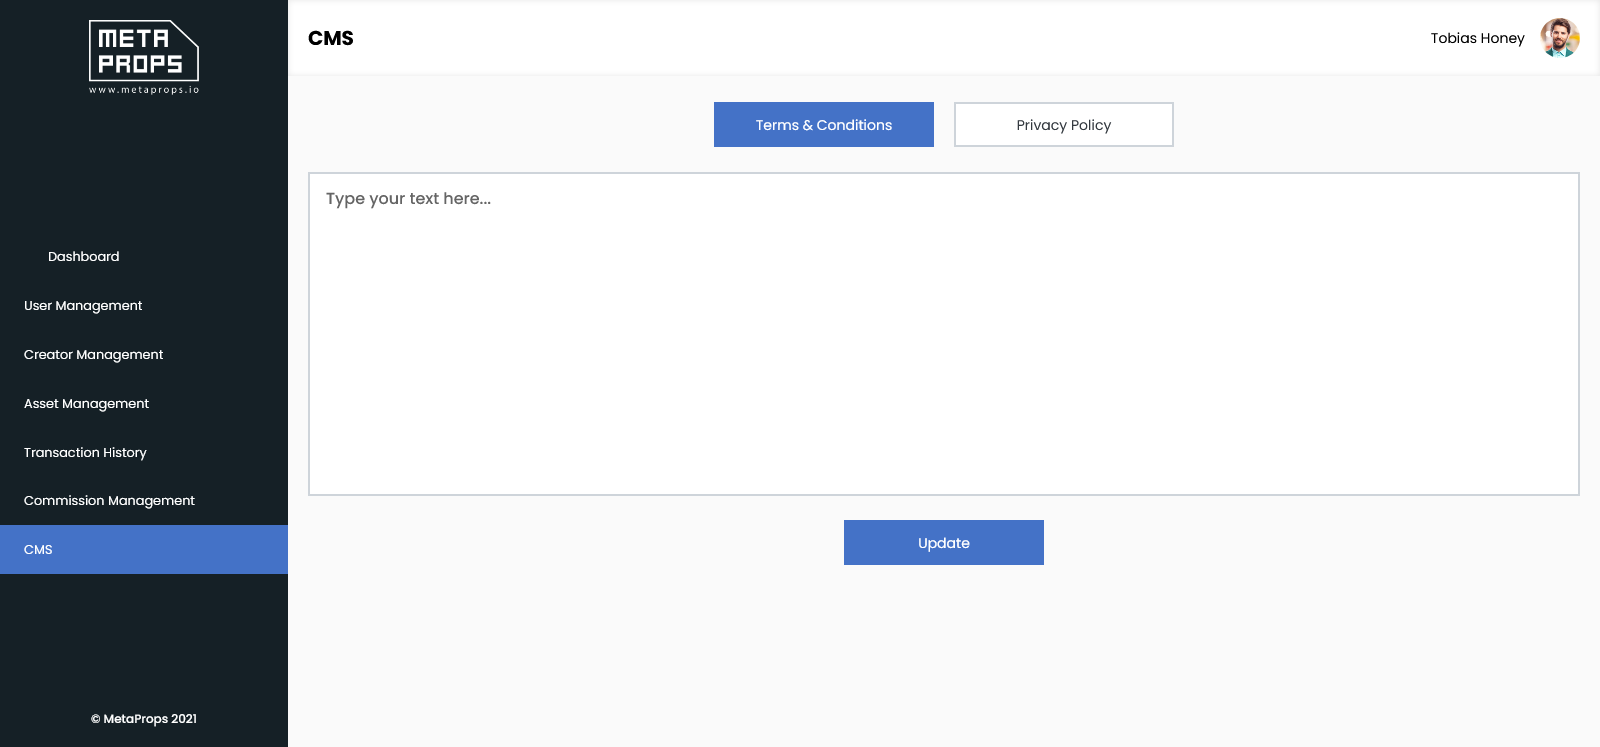 META
PROPS
www.metaprops.io
Dashboard
User Management
Creator Management
Asset Management
Transaction History
Commission Management
CMS
© MetaProps 2021
CMS
Tobias Honey
Terms & Conditions
Privacy Policy
Type your text here...
Update